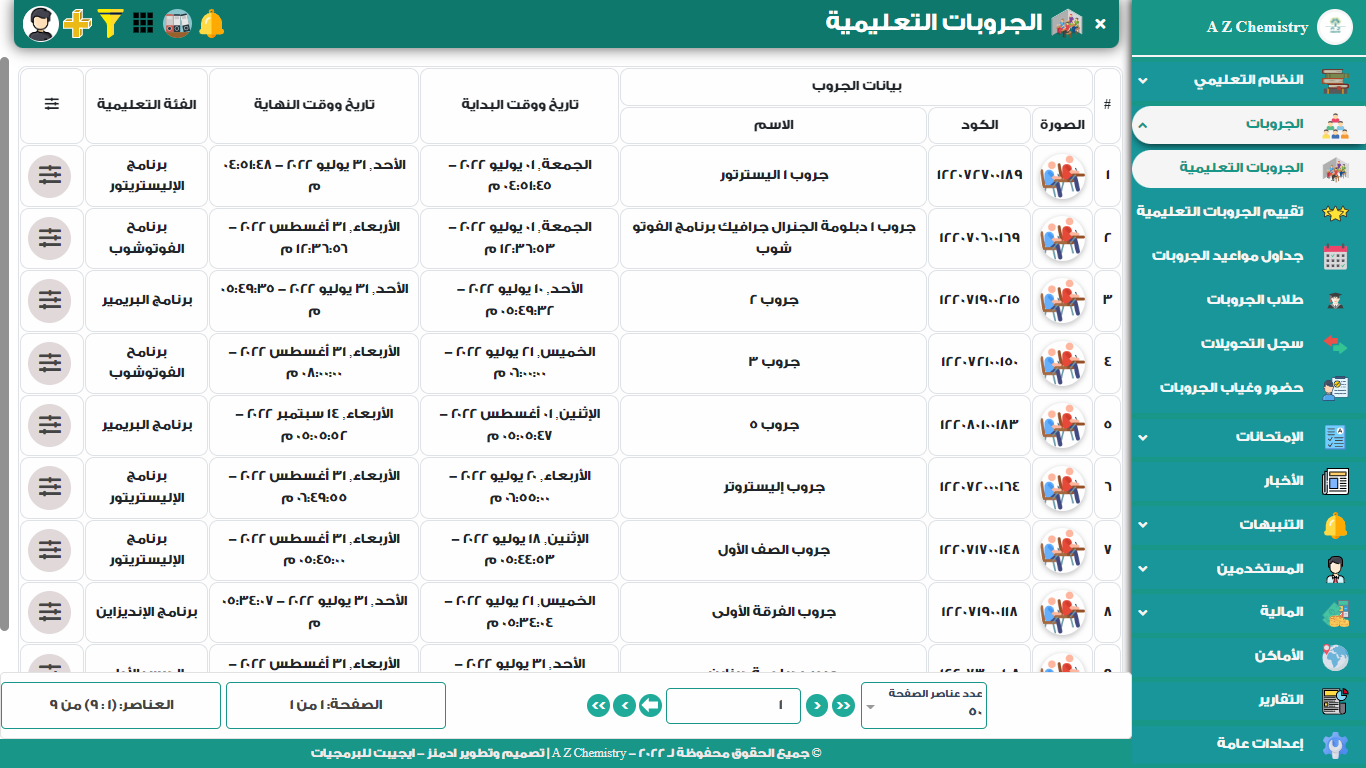 A Z Chemistry
النظام التعليمي
الجروبات
الجروبات التعليمية
تقييم الجروبات التعليمية
جداول مواعيد الجروبات
طلاب الجروبات
سجل التحويلات
حضور وغياب الجروبات
الإمتحانات
الأخبار
التنبيهات
المستخدمين
المالية
الأماكن
التقارير
إعدادات عامة
× الجروبات التعليمية
# بيانات الجروب تاريخ ووقت البداية تاريخ ووقت النهاية الفئة التعليمية
الصورة الكود الاسم
١ ١٢٢٠٧٢٧٠٠١٨٩ جروب ١ اليسترتور الجمعة, ٠١ يوليو ٢٠٢٢ – الأحد, ٣١ يوليو ٢٠٢٢ – ٠٤:٥١:٤٨ برنامج
٠٤:٥١:٤٥ م م الإليستريتور
٢ ١٢٢٠٧٠٦٠٠١٦٩ جروب ١ دبلومة الجنرال جرافيك برنامج الفوتو الجمعة, ٠١ يوليو ٢٠٢٢ – الأربعاء, ٣١ أغسطس ٢٠٢٢ – برنامج
شوب ١٢:٣٦:٥٣ م ١٢:٣٦:٥٦ م الفوتوشوب
٣ ١٢٢٠٧١٩٠٠٢١٥ جروب ٢ الأحد, ١٠ يوليو ٢٠٢٢ – الأحد, ٣١ يوليو ٢٠٢٢ – ٠٥:٤٩:٣٥ برنامج البريمير
٠٥:٤٩:٣٢ م م
٤ ١٢٢٠٧٢١٠٠١٥٠ جروب ٣ الخميس, ٢١ يوليو ٢٠٢٢ – الأربعاء, ٣١ أغسطس ٢٠٢٢ – برنامج
٠٦:٠٠:٠٠ م ٠٨:٠٠:٠٠ م الفوتوشوب
٥ ١٢٢٠٨٠١٠٠١٨٣ جروب ٥ الإثنين, ٠١ أغسطس ٢٠٢٢ – الأربعاء, ١٤ سبتمبر ٢٠٢٢ – برنامج البريمير
٠٥:٠٥:٤٧ م ٠٥:٠٥:٥٢ م
٦ ١٢٢٠٧٢٠٠٠١٦٤ جروب إليستروتر الأربعاء, ٢٠ يوليو ٢٠٢٢ – الأربعاء, ٣١ أغسطس ٢٠٢٢ – برنامج
٠٦:٥٥:٠٠ م ٠٦:٤٩:٥٥ م الإليستريتور
٧ ١٢٢٠٧١٧٠٠١٤٨ جروب الصف الأول الإثنين, ١٨ يوليو ٢٠٢٢ – الأربعاء, ٣١ أغسطس ٢٠٢٢ – برنامج
٠٥:٤٤:٥٣ م ٠٥:٤٥:٠٠ م الإليستريتور
٨ ١٢٢٠٧١٩٠٠١١٨ جروب الفرقة الأولى الخميس, ٢١ يوليو ٢٠٢٢ – الأحد, ٣١ يوليو ٢٠٢٢ – ٠٥:٣٤:٠٧ برنامج الإنديزاين
٠٥:٣٤:٠٤ م م
الأحد, ٣١ يوليو ٢٠٢٢ – الأربعاء, ٣١ أغسطس ٢٠٢٢ –
عدد عناصر الصفحة
٥٠
١
الصفحة: ١ من ١
العناصر: (١ : ٩) من ٩
© جميع الحقوق محفوظة لـ A Z Chemistry – ٢٠٢٢ | تصميم وتطوير ادمنز – ايجيبت للبرمجيات